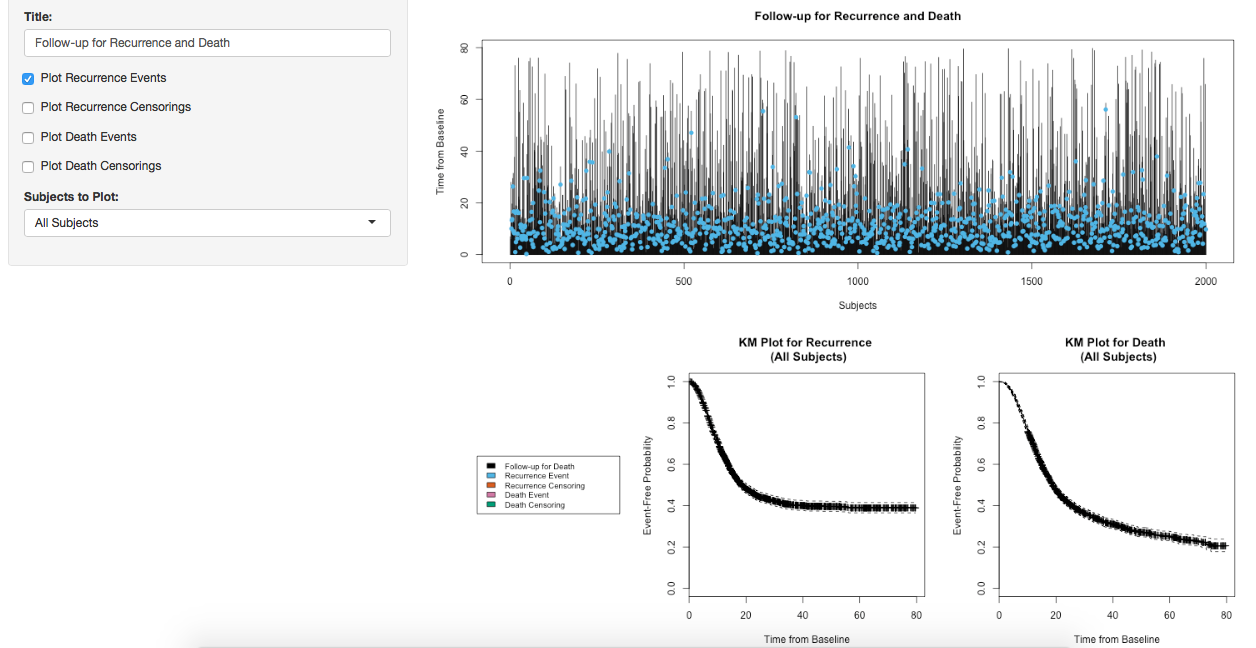 Title:
Follow-up for Recurrence and Death
Plot Recurrence Events
Plot Recurrence Censorings
Plot Death Events
Plot Death Censorings
Subjects to Plot:
All Subjects
Follow-up for Recurrence and Death
Time from Baseline
80
60
40
20
0
0 500 1000 1500 2000
Subjects
Follow-up for Death
Recurrence Event
Recurrence Censoring
Death Event
Death Censoring
KM Plot for Recurrence
(All Subjects)
Event-Free Probability
1.0
0.8
0.6
0.4
0.2
0.0
0 20 40 60 80
Time from Baseline
KM Plot for Death
(All Subjects)
Event-Free Probability
1.0
0.8
0.6
0.4
0.2
0.0
0 20 40 60 80
Time from Baseline